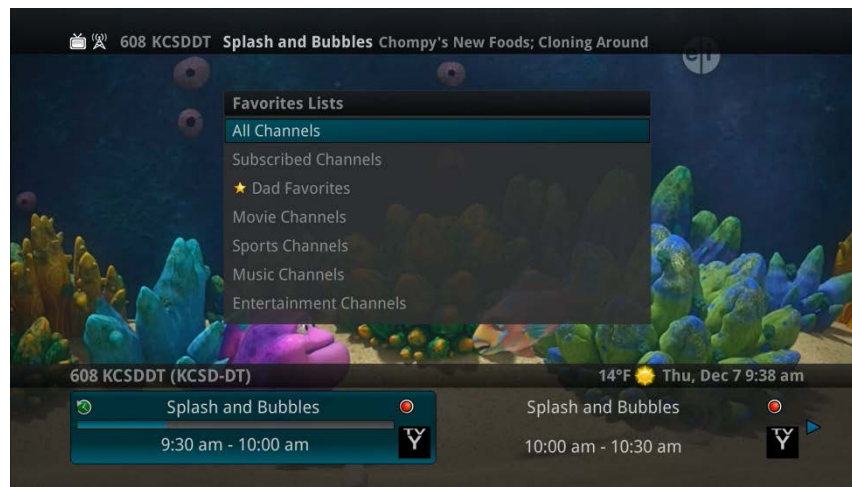 608 KCSDDT Splash and Bubbles Chompy's New Foods; Cloning Around
Favorites Lists
All Channels
Subscribed Channels
Dad Favorites
Movie Channels
Sports Channels
Music Channels
Entertainment Channels
608 KCSDDT (KCSD-DT) 14°F Thu, Dec 7 9:38 am
Splash and Bubbles Splash and Bubbles
9:30 am - 10:00 am TV Y 10:00 am - 10:30 am TV Y